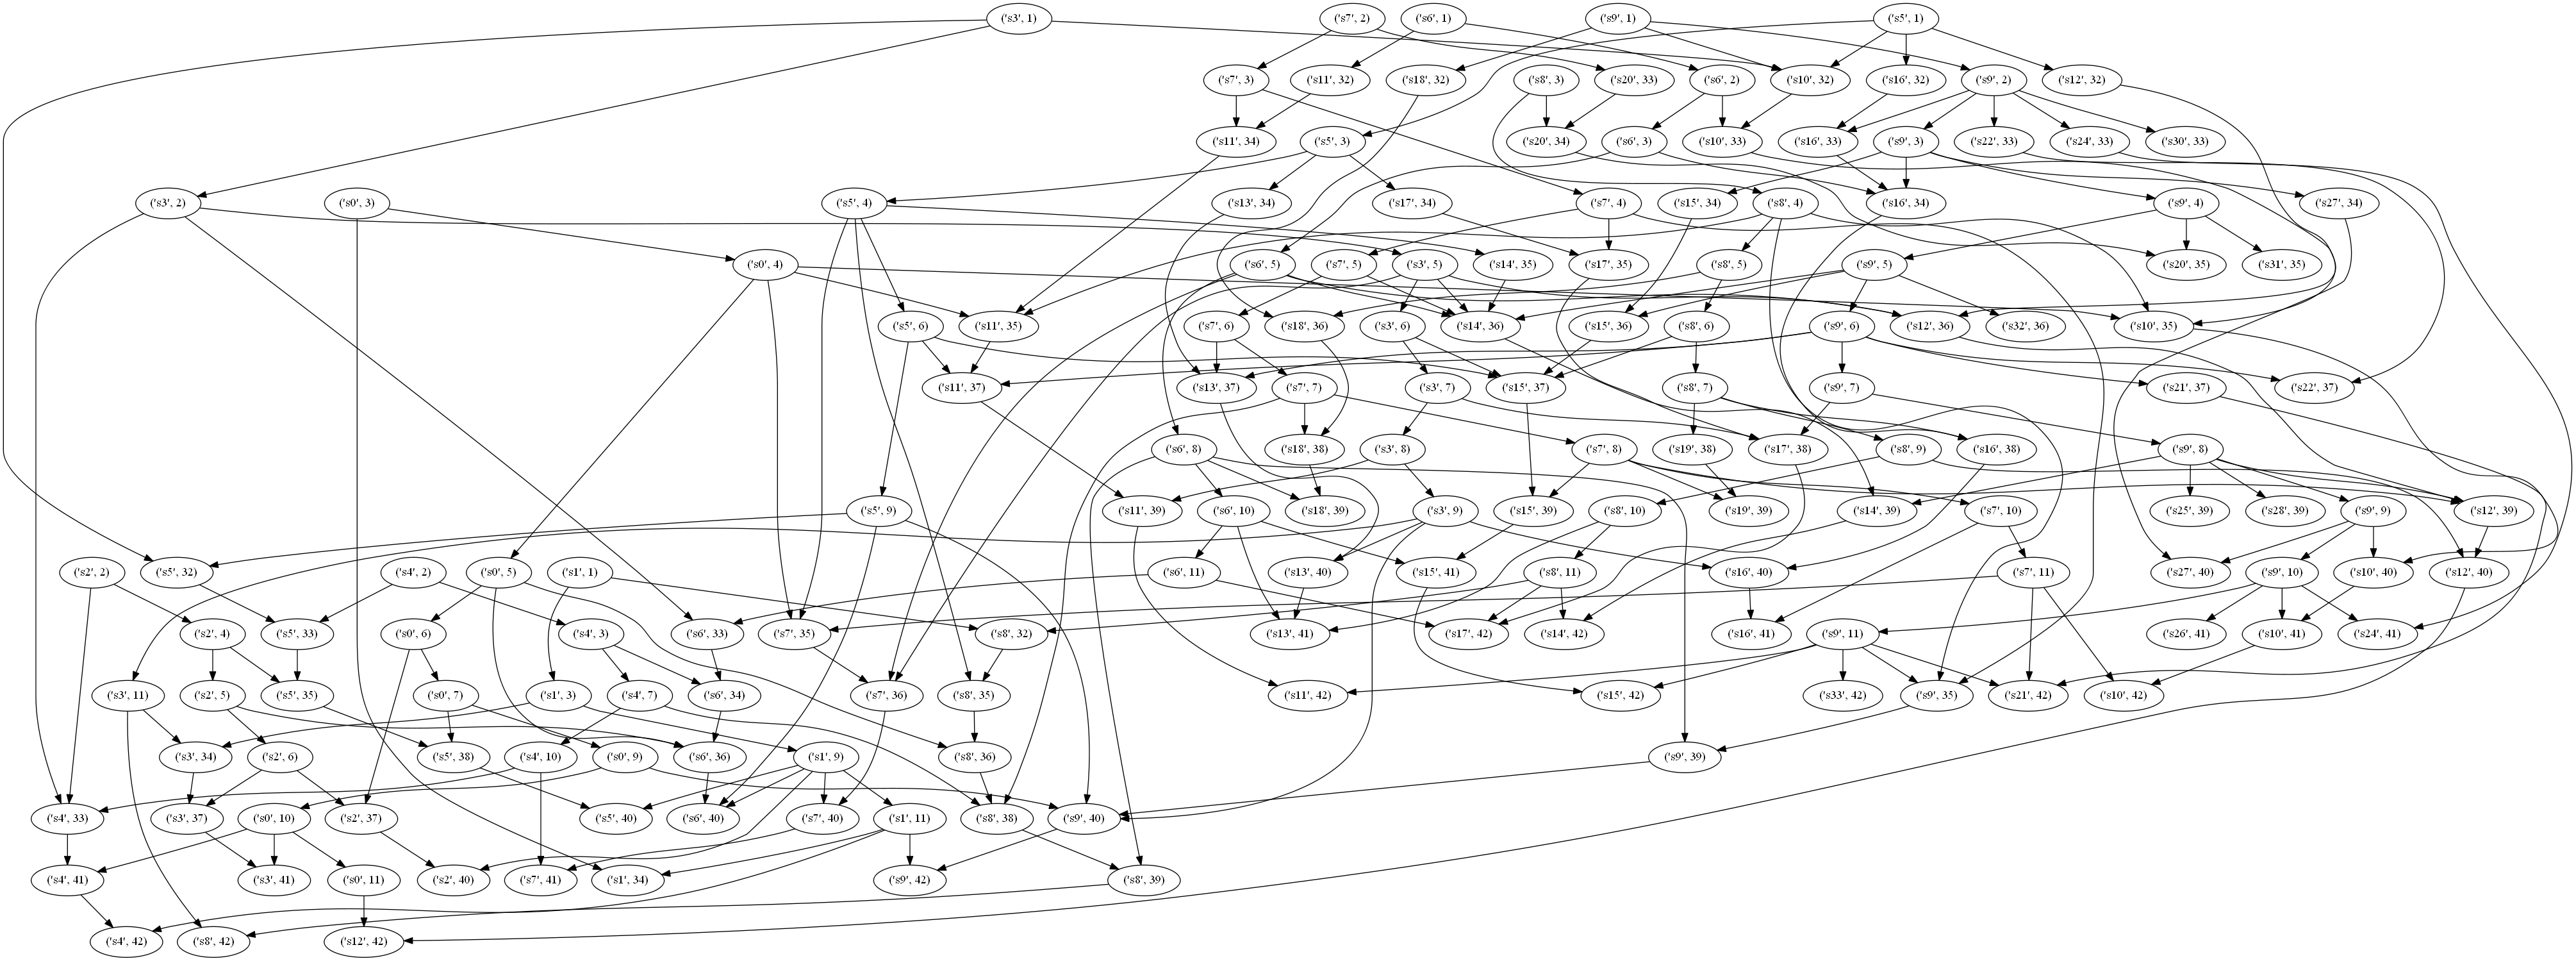 ('s3', 1)
('s7', 2)
('s6', 1)
('s9', 1)
('s5', 1)
('s7', 3)
('s11', 32)
('s18', 32)
('s8', 3)
('s20', 33)
('s6', 2)
('s10', 32)
('s16', 32)
('s9', 2)
('s12', 32)
('s11', 34)
('s5', 3)
('s20', 34)
('s6', 3)
('s10', 33)
('s16', 33)
('s9', 3)
('s22', 33)
('s24', 33)
('s30', 33)
('s3', 2)
('s0', 3)
('s5', 4)
('s13', 34)
('s17', 34)
('s7', 4)
('s15', 34)
('s8', 4)
('s16', 34)
('s9', 4)
('s27', 34)
('s0', 4)
('s6', 5)
('s7', 5)
('s3', 5)
('s14', 35)
('s17', 35)
('s8', 5)
('s9', 5)
('s20', 35)
('s31', 35)
('s5', 6)
('s11', 35)
('s7', 6)
('s18', 36)
('s3', 6)
('s14', 36)
('s15', 36)
('s8', 6)
('s9', 6)
('s12', 36)
('s32', 36)
('s10', 35)
('s11', 37)
('s13', 37)
('s7', 7)
('s3', 7)
('s15', 37)
('s8', 7)
('s9', 7)
('s21', 37)
('s22', 37)
('s6', 8)
('s18', 38)
('s3', 8)
('s7', 8)
('s19', 38)
('s17', 38)
('s8', 9)
('s16', 38)
('s9', 8)
('s5', 9)
('s11', 39)
('s6', 10)
('s18', 39)
('s3', 9)
('s15', 39)
('s8', 10)
('s19', 39)
('s14', 39)
('s7', 10)
('s25', 39)
('s28', 39)
('s9', 9)
('s12', 39)
('s2', 2)
('s5', 32)
('s4', 2)
('s0', 5)
('s1', 1)
('s6', 11)
('s13', 40)
('s15', 41)
('s8', 11)
('s16', 40)
('s7', 11)
('s27', 40)
('s9', 10)
('s10', 40)
('s12', 40)
('s2', 4)
('s5', 33)
('s0', 6)
('s4', 3)
('s6', 33)
('s7', 35)
('s8', 32)
('s13', 41)
('s17', 42)
('s14', 42)
('s16', 41)
('s9', 11)
('s26', 41)
('s10', 41)
('s24', 41)
('s3', 11)
('s2', 5)
('s5', 35)
('s0', 7)
('s1', 3)
('s4', 7)
('s6', 34)
('s7', 36)
('s8', 35)
('s11', 42)
('s15', 42)
('s33', 42)
('s9', 35)
('s21', 42)
('s10', 42)
('s3', 34)
('s2', 6)
('s5', 38)
('s4', 10)
('s0', 9)
('s6', 36)
('s1', 9)
('s8', 36)
('s9', 39)
('s4', 33)
('s3', 37)
('s0', 10)
('s2', 37)
('s5', 40)
('s6', 40)
('s7', 40)
('s1', 11)
('s8', 38)
('s9', 40)
('s4', 41)
('s3', 41)
('s0', 11)
('s2', 40)
('s7', 41)
('s1', 34)
('s9', 42)
('s8', 39)
('s4', 42)
('s8', 42)
('s12', 42)